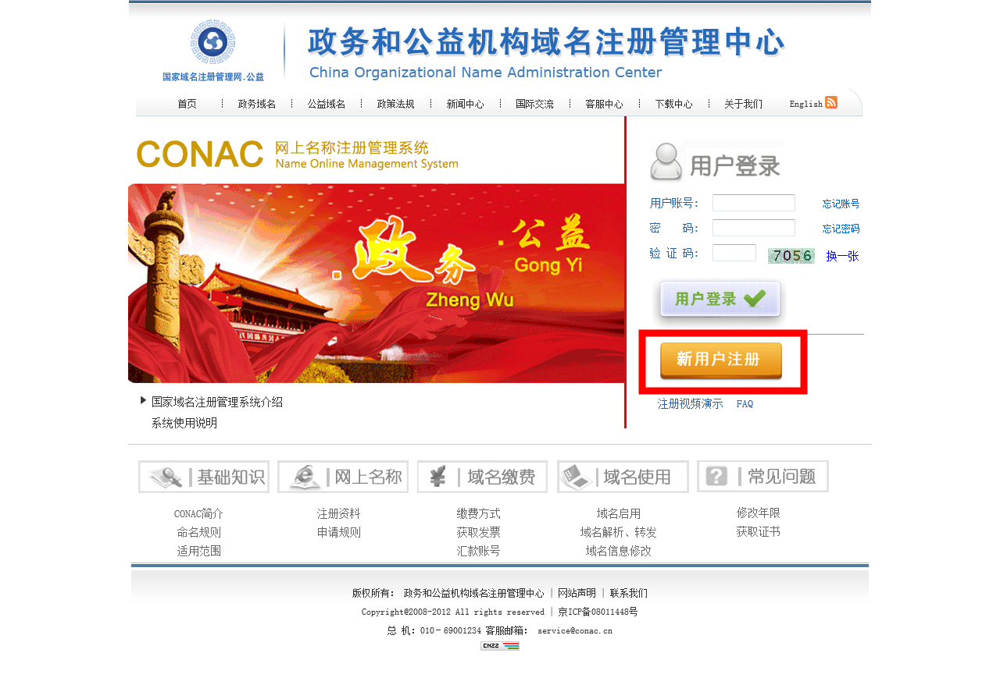 政务和公益机构域名注册管理中心
China Organizational Name Administration Center
国家域名注册管理网.公益
首页 政务域名 公益域名 政策法规 新闻中心 国际交流 客服中心 下载中心 关于我们 English
CONAC 网上名称注册管理系统
Name Online Management System
用户登录
用户账号: 忘记账号
密 码: 忘记密码
验 证 码: 7056 换一张
政务
Zheng Wu
公益
Gong Yi
用户登录
新用户注册
注册视频演示 FAQ
国家域名注册管理系统介绍
系统使用说明
基础知识 网上名称 域名缴费 域名使用 常见问题
CONAC简介 注册资料 缴费方式 域名启用 修改年限
命名规则 申请规则 获取发票 域名解析、转发 获取证书
适用范围 汇款账号 域名信息修改
版权所有: 政务和公益机构域名注册管理中心 | 网站声明 | 联系我们
Copyright@2008-2012 All rights reserved | 京ICP备08011448号
总 机: 010-69001234 客服邮箱: service@conac.cn
CNZZ